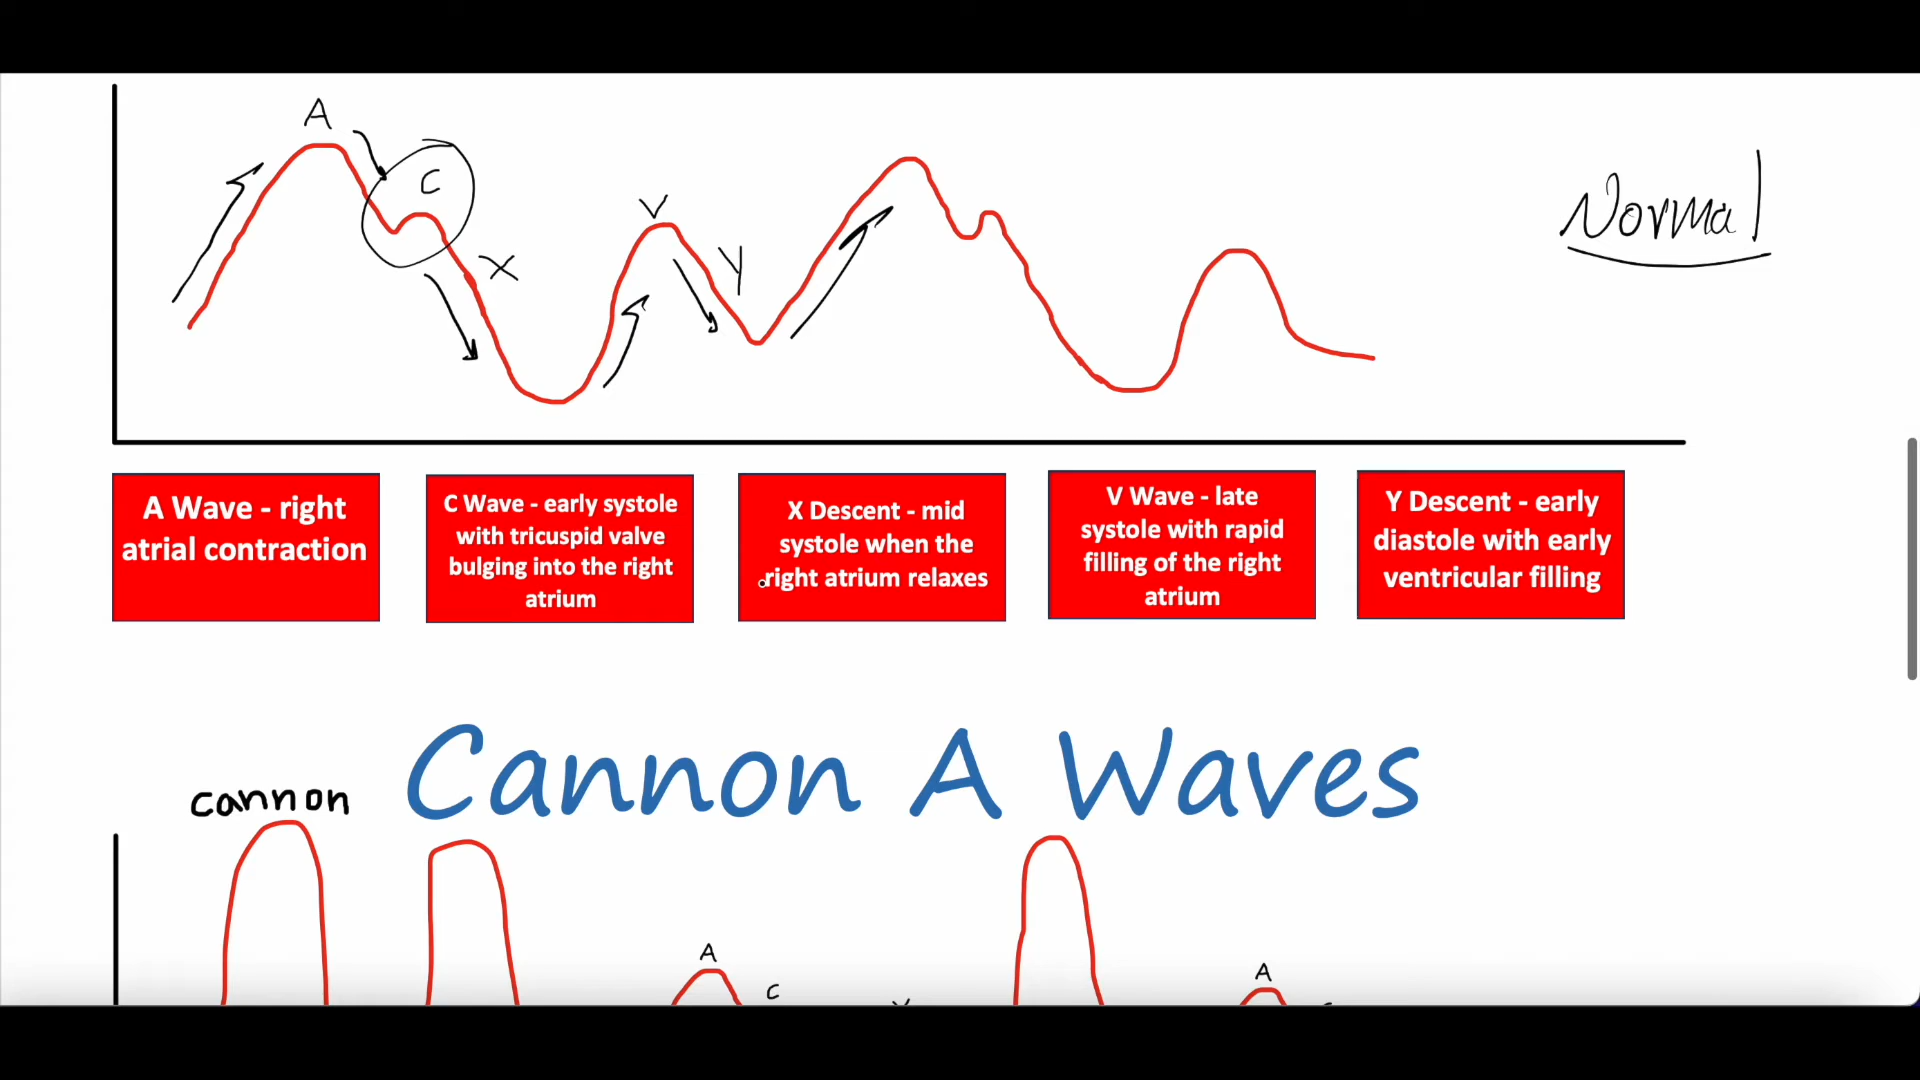 A
C
V
X
Y
Normal
A Wave - right
atrial contraction
C Wave - early systole
with tricuspid valve
bulging into the right
atrium
X Descent - mid
systole when the
right atrium relaxes
V Wave - late
systole with rapid
filling of the right
atrium
Y Descent - early
diastole with early
ventricular filling
Cannon A Waves
cannon
A
C
A